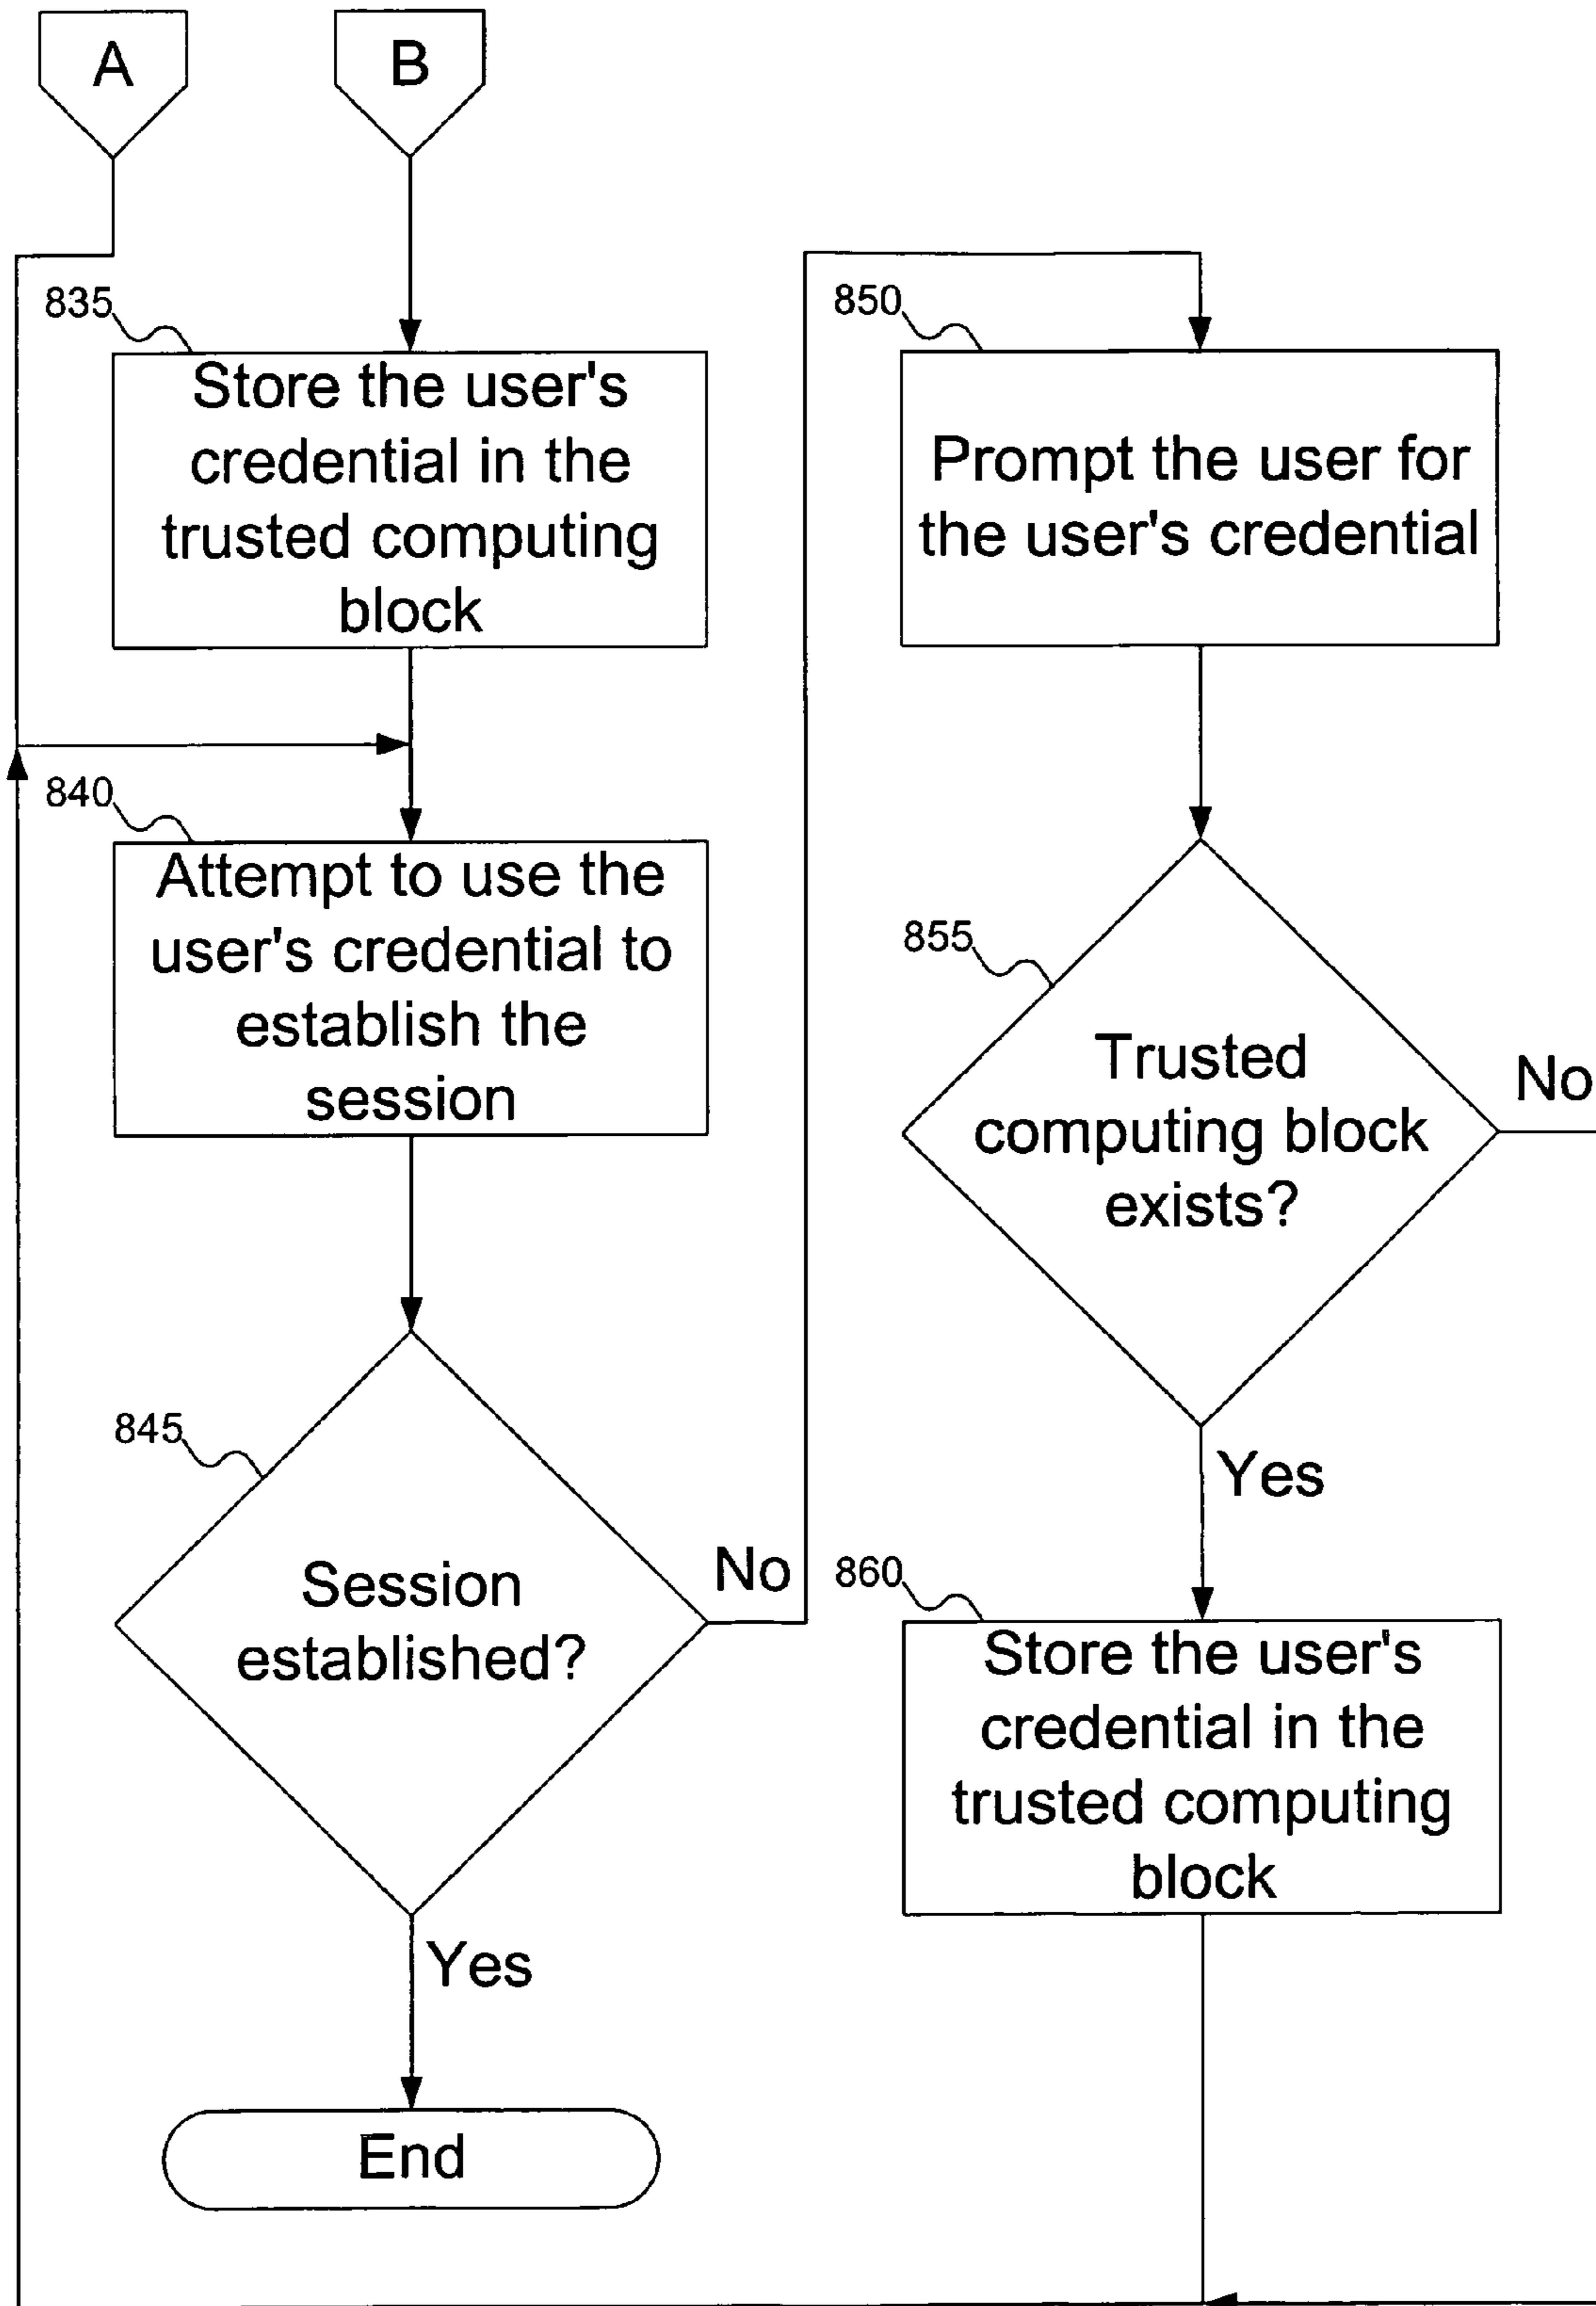 A
B
835
Store the user's
credential in the
trusted computing
block
840
Attempt to use the
user's credential to
establish the
session
845
Session
established?
No
Yes
End
850
Prompt the user for
the user's credential
855
Trusted
computing block
exists?
No
Yes
860
Store the user's
credential in the
trusted computing
block